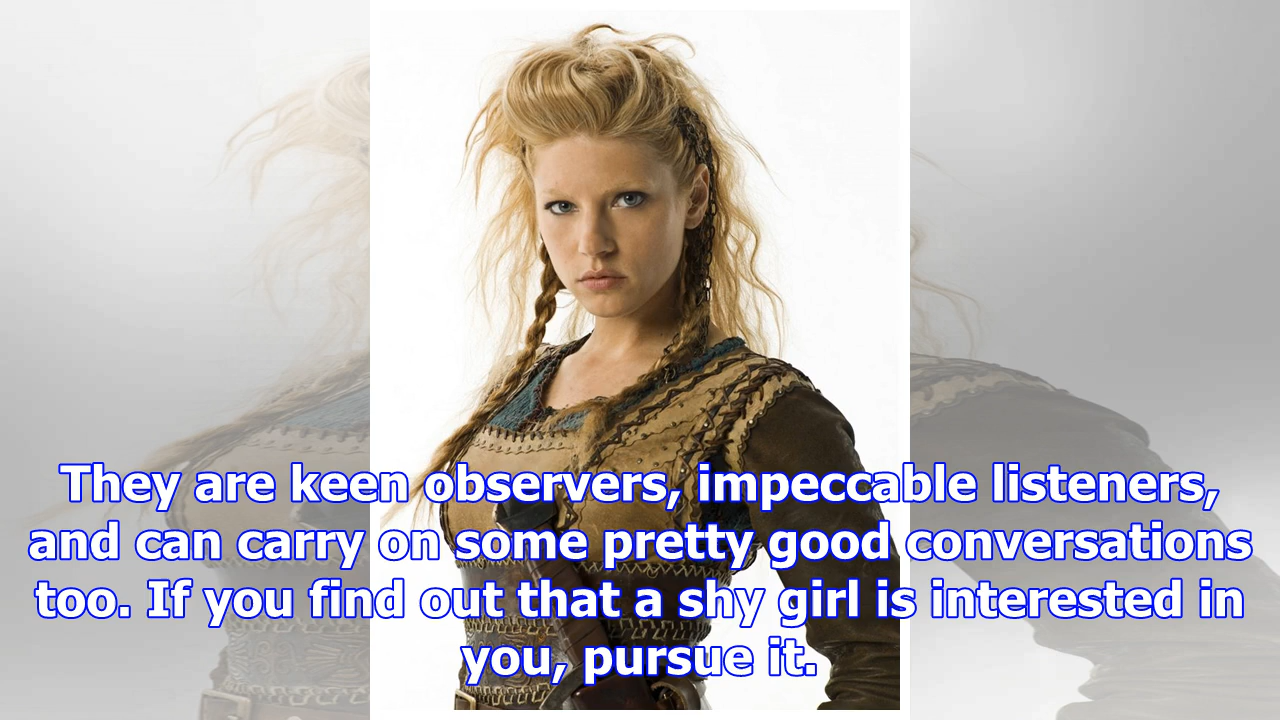 They are keen observers, impeccable listeners,
and can carry on some pretty good conversations
too. If you find out that a shy girl is interested in
you, pursue it.